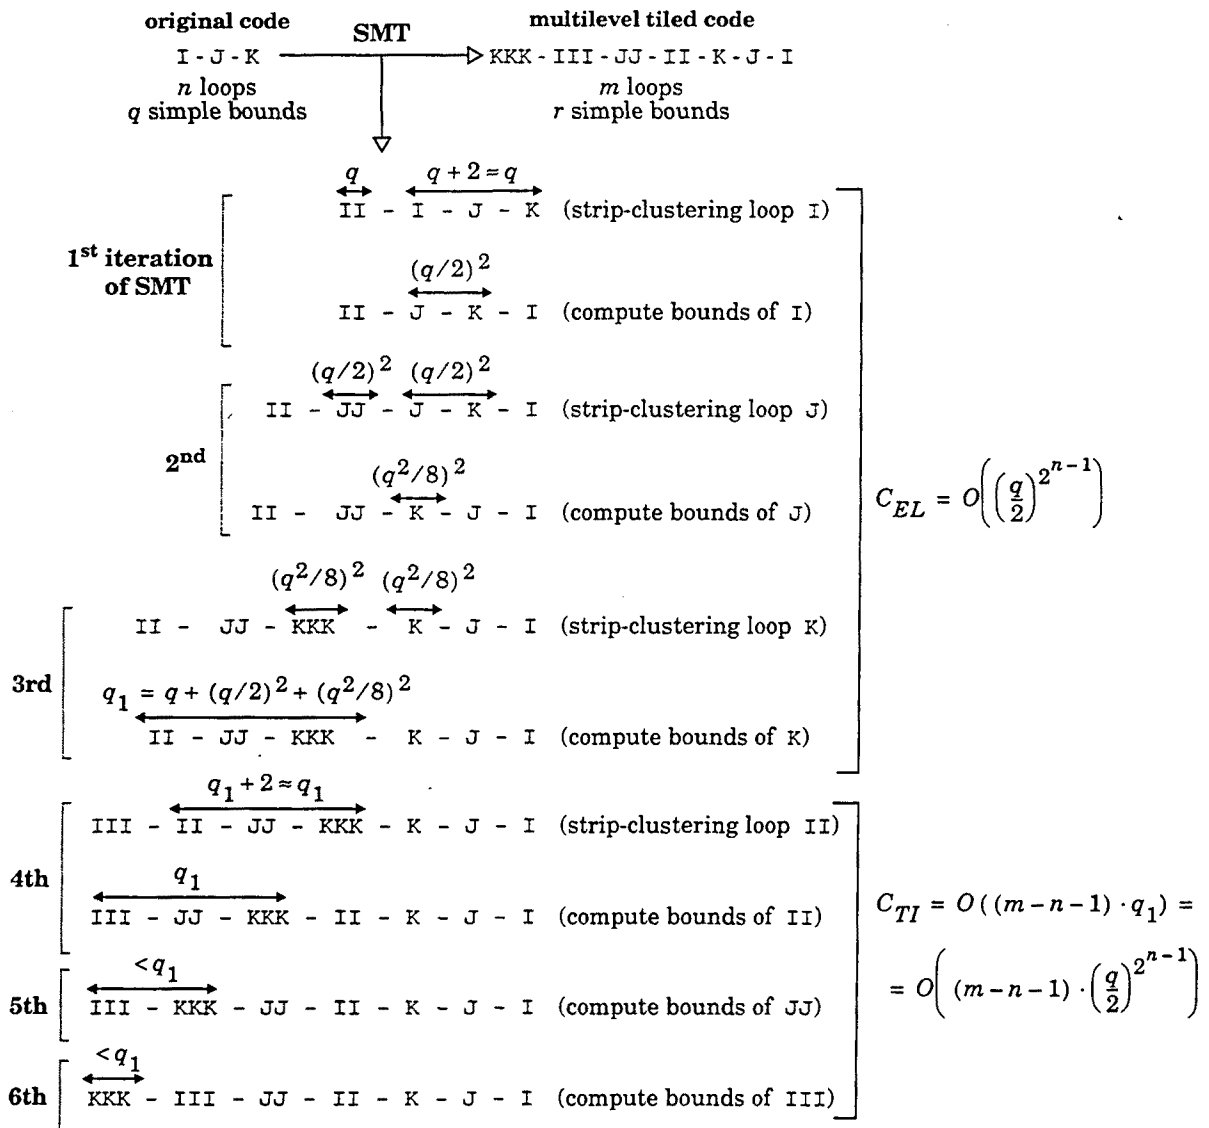 original code
SMT
multilevel tiled code
I - J - K
KKK - III - JJ - II - K - J - I
n loops
q simple bounds
m loops
r simple bounds
q
q + 2 ≈ q
II - I - J - K (strip-clustering loop I)
1st iteration
of SMT
(q/2)^2
II - J - K - I (compute bounds of I)
(q/2)^2 (q/2)^2
II - JJ - J - K - I (strip-clustering loop J)
2nd
(q^2/8)^2
II - JJ - K - J - I (compute bounds of J)
C_{EL} = O((q/2)^{2^{n-1}})
(q^2/8)^2 (q^2/8)^2
II - JJ - KKK - K - J - I (strip-clustering loop K)
3rd
q_1 = q + (q/2)^2 + (q^2/8)^2
II - JJ - KKK - K - J - I (compute bounds of K)
q_1 + 2 ≈ q_1
III - II - JJ - KKK - K - J - I (strip-clustering loop II)
4th
q_1
III - JJ - KKK - II - K - J - I (compute bounds of II)
C_{TI} = O((m-n-1) · q_1) =
= O((m-n-1) · (q/2)^{2^{n-1}})
<q_1
5th
III - KKK - JJ - II - K - J - I (compute bounds of JJ)
<q_1
6th
KKK - III - JJ - II - K - J - I (compute bounds of III)